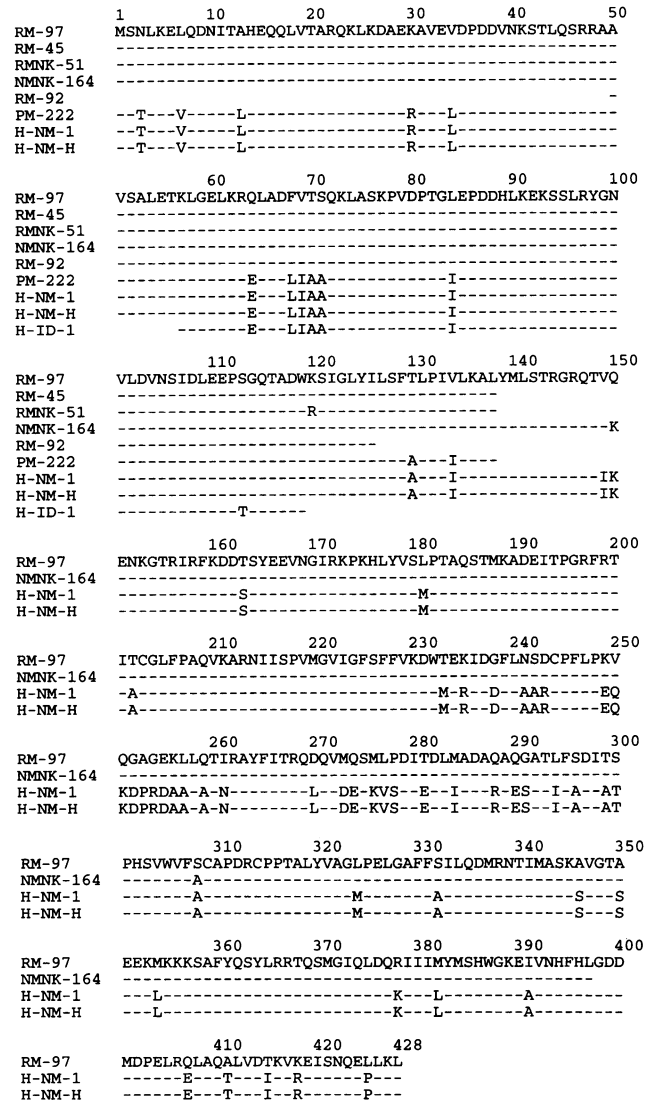 1 10 20 30 40 50
RM-97 MSNLKELQDNITAHEQQLVTARQKLKDAEKAVEVDPDDVNKSTLQSRRAA
RM-45 --------------------------------------------------
RMNK-51 --------------------------------------------------
NMNK-164 --------------------------------------------------
RM-92 -
PM-222 --T---V-----L----------------R---L----------------
H-NM-1 --T---V-----L----------------R---L----------------
H-NM-H --T---V-----L----------------R---L----------------
60 70 80 90 100
RM-97 VSALETKLGELKRQLADFVTSQKLASKPVDPTGLEPDDHLKEKSSLRYGN
RM-45 --------------------------------------------------
RMNK-51 --------------------------------------------------
NMNK-164 --------------------------------------------------
RM-92 --------------------------------------------------
PM-222 -------------E---LIAA------------I----------------
H-NM-1 -------------E---LIAA------------I----------------
H-NM-H -------------E---LIAA------------I----------------
H-ID-1 -------E---LIAA------------I----------------
110 120 130 140 150
RM-97 VLDVNSIDLEEPSGQTADWKSIGLYILSFTLPIVLKALYMLSTRGRQTVQ
RM-45 --------------------------------------
RMNK-51 -------------------R------------------
NMNK-164 -------------------------------------------------K
RM-92 --------------------------
PM-222 -----------------------------A---I----
H-NM-1 -----------------------------A---I--------------IK
H-NM-H -----------------------------A---I--------------IK
H-ID-1 ------------T------
160 170 180 190 200
RM-97 ENKGTRIRFKDDTSYEEVNGIRKPKHLYVSLPTAQSTMKADEITPGRFRT
NMNK-164 --------------------------------------------------
H-NM-1 ------------S-----------------M-------------------
H-NM-H ------------S-----------------M-------------------
210 220 230 240 250
RM-97 ITCGLFPAQVKARNIISPVMGVIGFSFFVKDWTEKIDGFLNSDCPFLPKV
NMNK-164 --------------------------------------------------
H-NM-1 -A------------------------------M-R--D--AAR-----EQ
H-NM-H -A------------------------------M-R--D--AAR-----EQ
260 270 280 290 300
RM-97 QGAGEKLLQTIRAYFITRQDQVMQSMLPDITDLMADAQAQGATLFSDITS
NMNK-164 --------------------------------------------------
H-NM-1 KDPRDAA-A-N--------L--DE-KVS--E--I---R-ES--I-A--AT
H-NM-H KDPRDAA-A-N--------L--DE-KVS--E--I---R-ES--I-A--AT
310 320 330 340 350
RM-97 PHSVWVFSCAPDRCPPTALYVAGLPELGAFFSILQDMRNTIMASKAVGTA
NMNK-164 -------A------------------------------------------
H-NM-1 -------A---------------M-------A-------------S---S
H-NM-H -------A---------------M-------A-------------S---S
360 370 380 390 400
RM-97 EEKMKKKSAFYQSYLRRTQSMGIQLDQRIIIMYMSHWGKEIVNHFHLGDD
NMNK-164 -----------------------------------------------
H-NM-1 ---L-----------------------K---L--------A---------
H-NM-H ---L-----------------------K---L--------A---------
410 420 428
RM-97 MDPELRQLAQALVDTKVKEISNQELLKL
H-NM-1 ------E---T---I--R------P---
H-NM-H ------E---T---I--R------P---